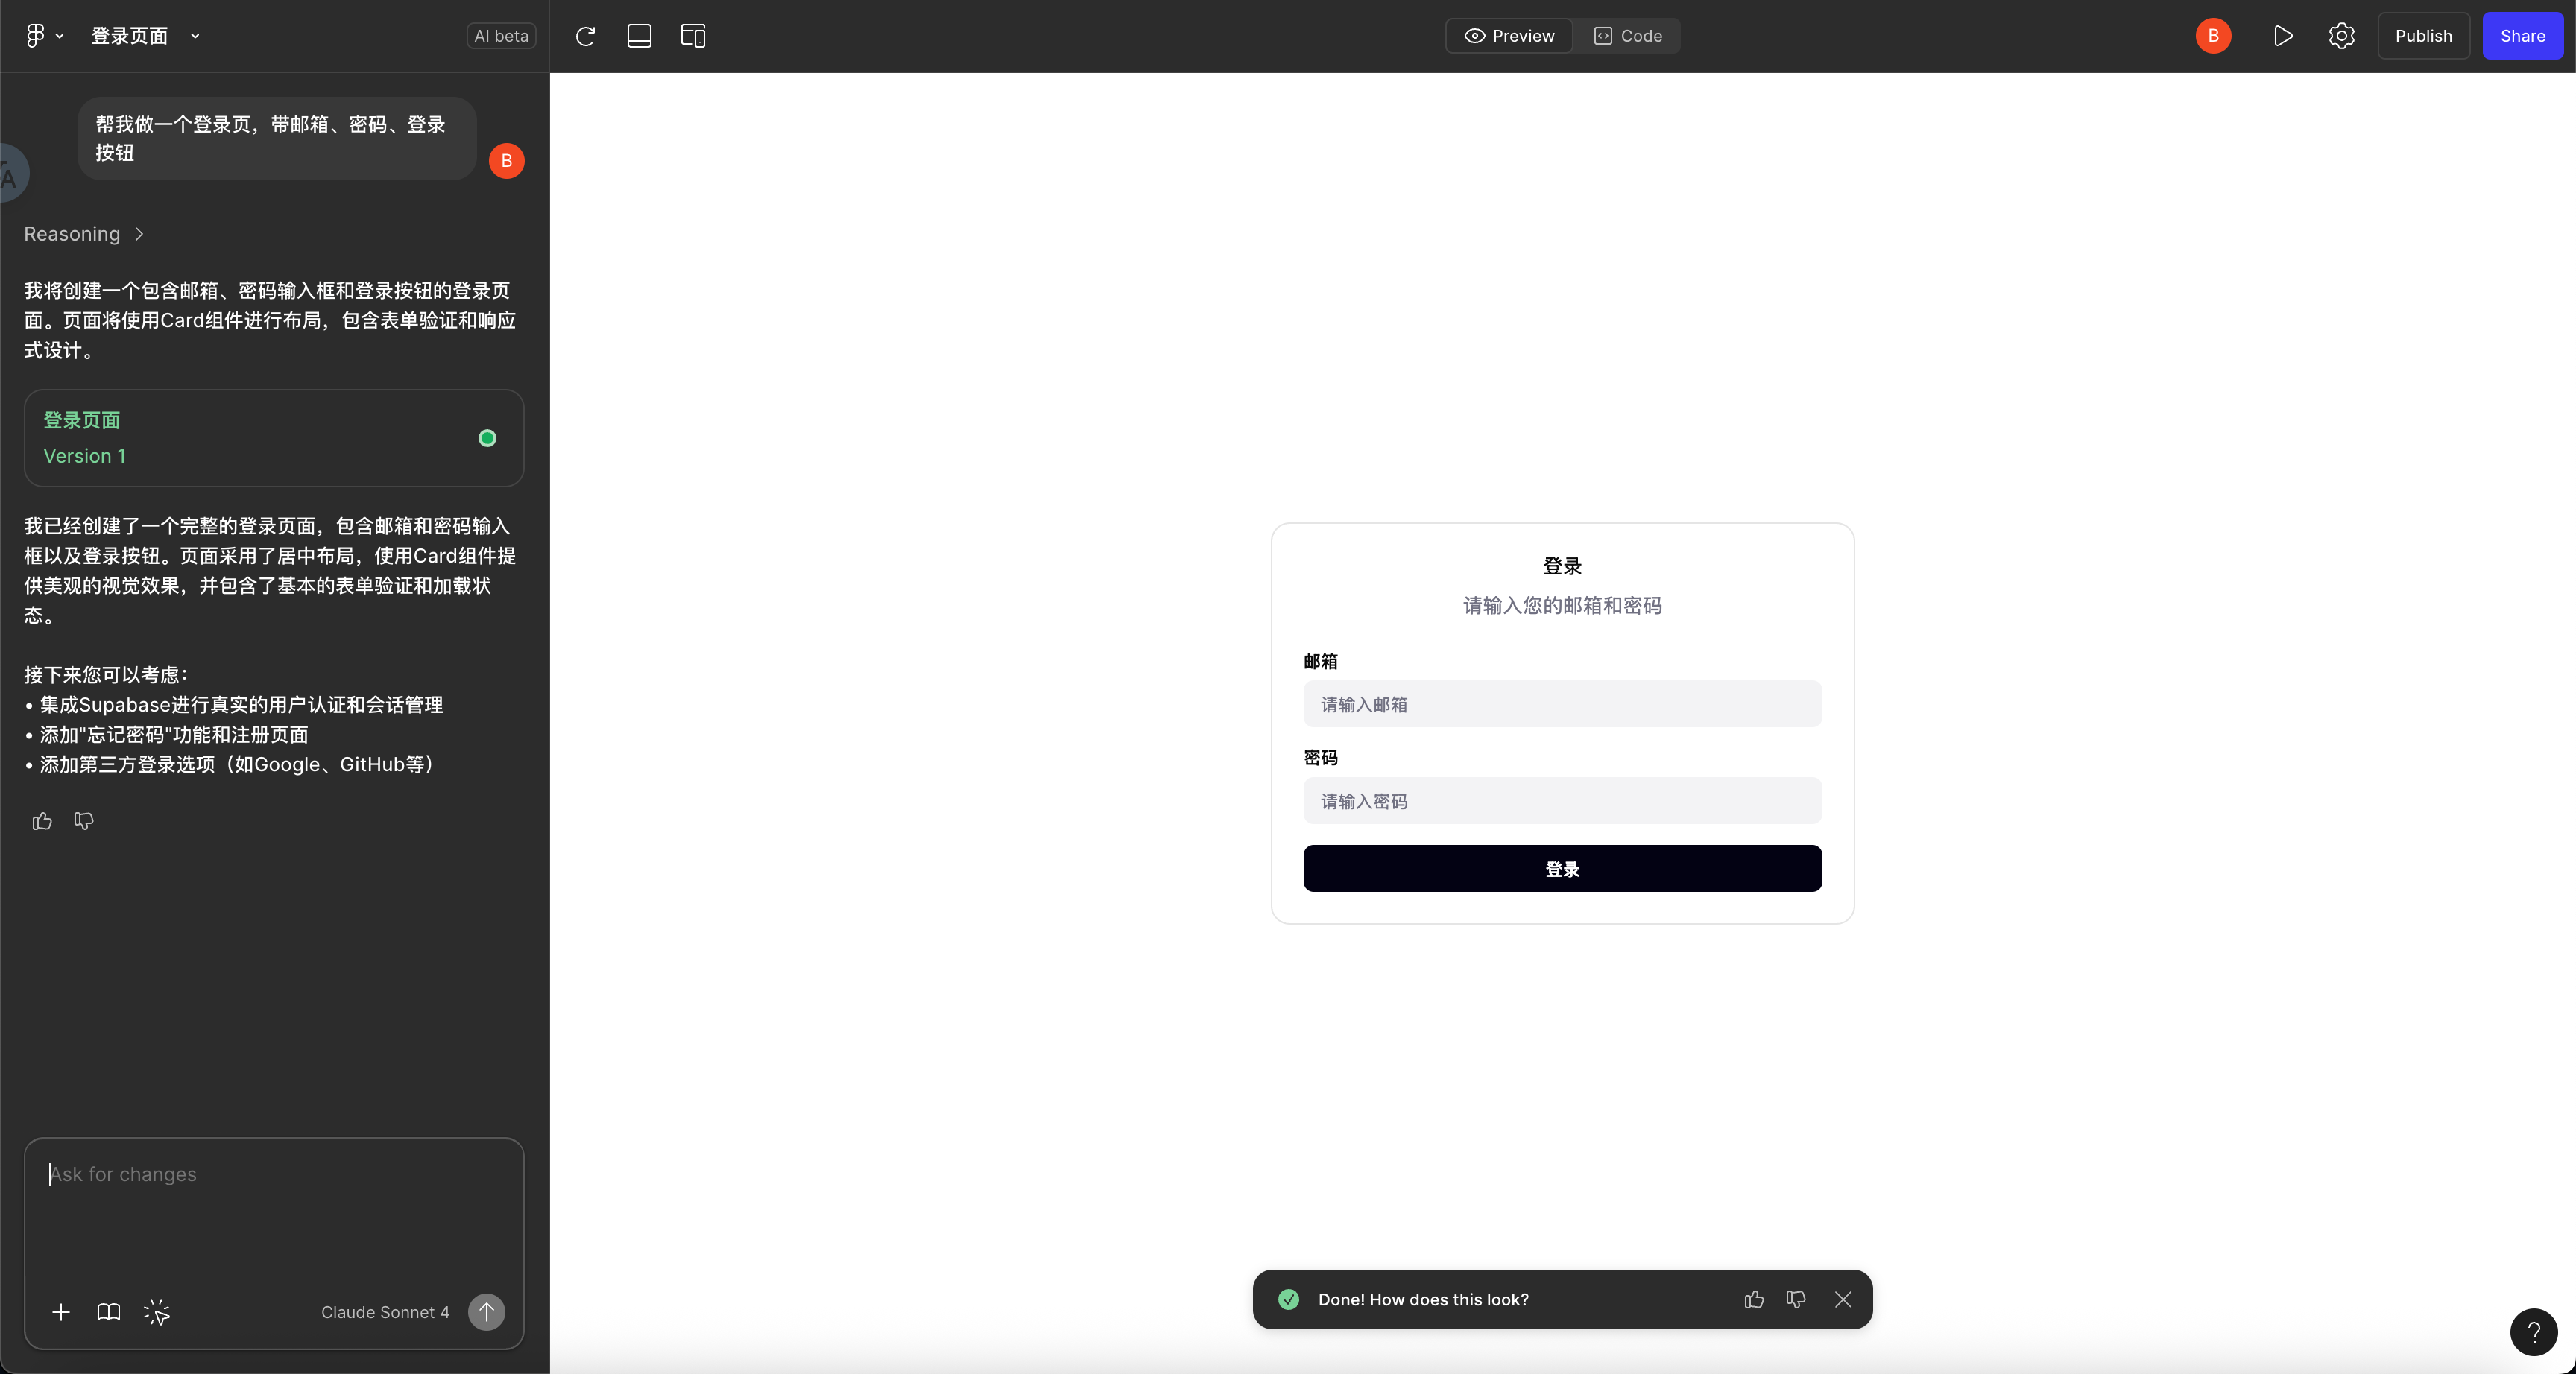 登录页面
AI beta
Preview
Code
B
Publish
Share
帮我做一个登录页，带邮箱、密码、登录
按钮
B
A
Reasoning
我将创建一个包含邮箱、密码输入框和登录按钮的登录页
面。页面将使用Card组件进行布局，包含表单验证和响应
式设计。
登录页面
Version 1
我已经创建了一个完整的登录页面，包含邮箱和密码输入
框以及登录按钮。页面采用了居中布局，使用Card组件提
供美观的视觉效果，并包含了基本的表单验证和加载状
态。
接下来您可以考虑：
• 集成Supabase进行真实的用户认证和会话管理
• 添加"忘记密码"功能和注册页面
• 添加第三方登录选项（如Google、GitHub等）
Ask for changes
Claude Sonnet 4
登录
请输入您的邮箱和密码
邮箱
请输入邮箱
密码
请输入密码
登录
Done! How does this look?
?